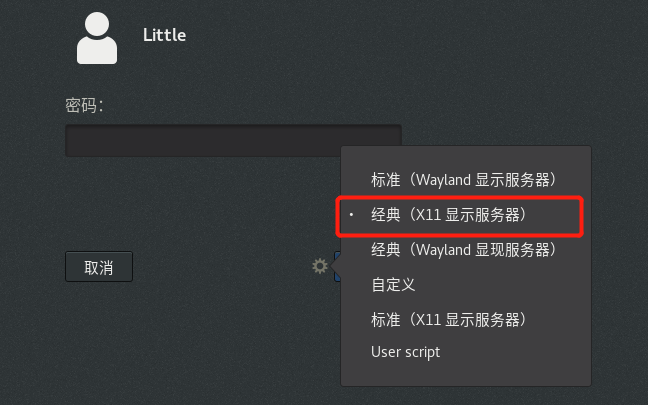 Little
密码：
标准（Wayland 显示服务器）
经典（X11 显示服务器）
经典（Wayland 显现服务器）
取消
自定义
标准（X11 显示服务器）
User script